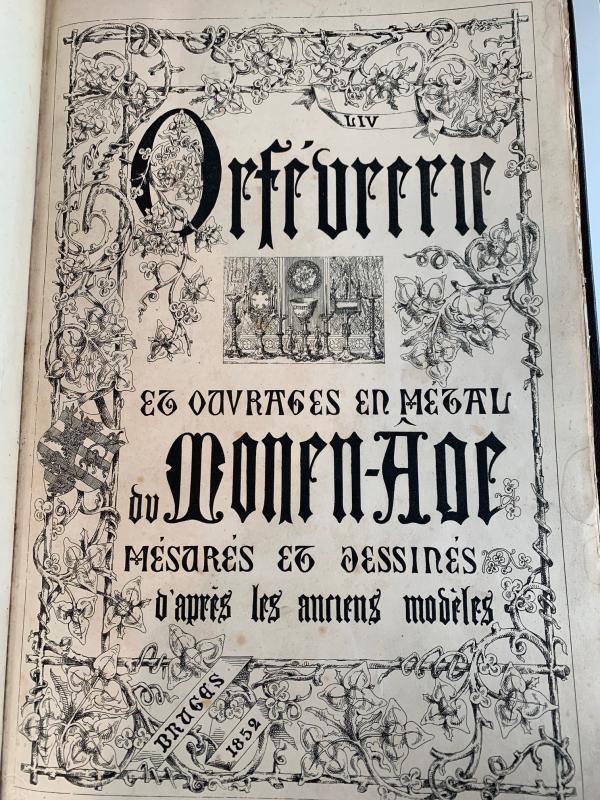 LIV
Orfévrerie
ET OUVRAGES EN MÉTAL
du Moyen-Âge
MÉSURÉS ET DESSINÉS
d'après les anciens modèles
BRUGES
1852